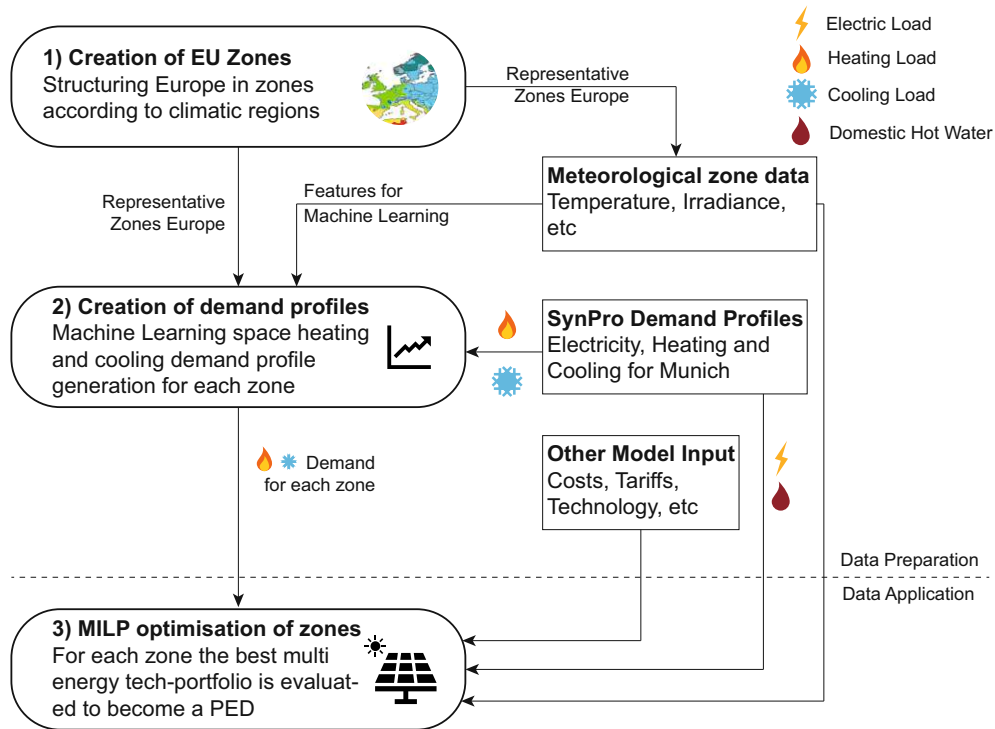 1) Creation of EU Zones
Structuring Europe in zones
according to climatic regions
Representative
Zones Europe
Electric Load
Heating Load
Cooling Load
Domestic Hot Water
Representative
Zones Europe
Features for
Machine Learning
Meteorological zone data
Temperature, Irradiance,
etc
2) Creation of demand profiles
Machine Learning space heating
and cooling demand profile
generation for each zone
SynPro Demand Profiles
Electricity, Heating and
Cooling for Munich
Demand
for each zone
Other Model Input
Costs, Tariffs,
Technology, etc
Data Preparation
Data Application
3) MILP optimisation of zones
For each zone the best multi
energy tech-portfolio is evaluat-
ed to become a PED